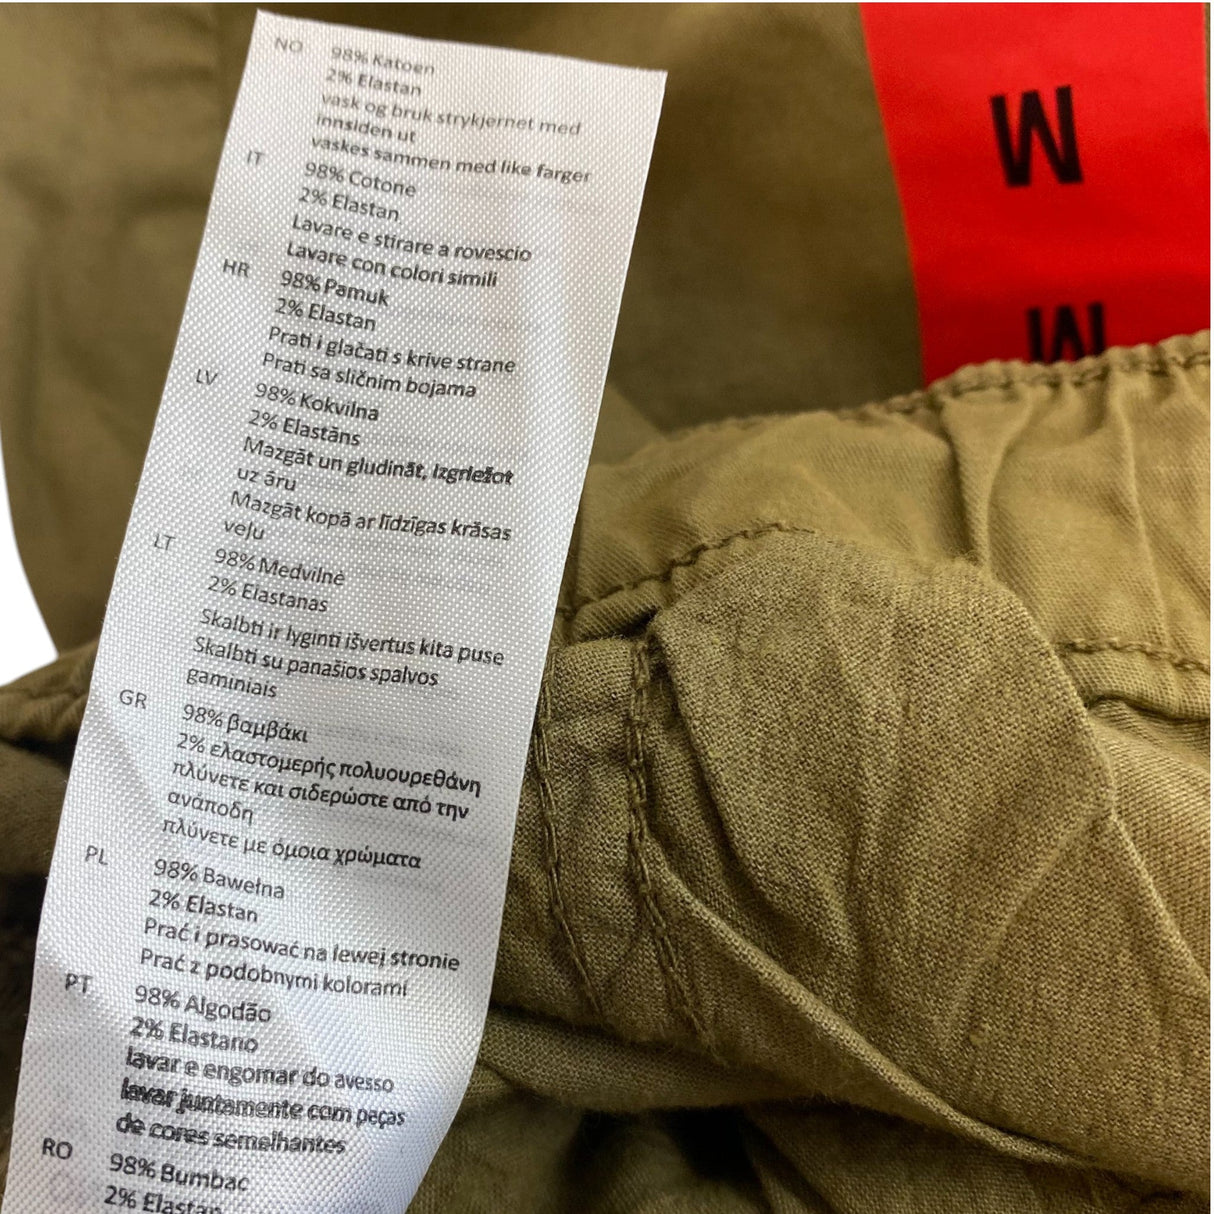 NO 98% Katoen
2% Elastan
vask og bruk strykjernet med
innsiden ut
vaskes sammen med like farger
IT 98% Cotone
2% Elastan
Lavare e stirare a rovescio
Lavare con colori simili
HR 98% Pamuk
2% Elastan
Prati i glačati s krive strane
Prati sa sličnim bojama
LV 98% Kokvilna
2% Elastāns
Mazgāt un gludināt, izgriežot
uz āru
Mazgāt kopā ar līdzīgas krāsas
veļu
LT 98% Medvilnė
2% Elastanas
Skalbti ir lyginti išvertus kita puse
Skalbti su panašios spalvos
gaminiais
GR 98% βαμβάκι
2% ελαστομερής πολυουρεθάνη
πλύνετε και σιδερώστε από την
ανάποδη
πλύνετε με όμοια χρώματα
PL 98% Bawełna
2% Elastan
Prać i prasować na lewej stronie
Prać z podobnymi kolorami
PT 98% Algodão
2% Elastano
lavar e engomar do avesso
lavar juntamente com peças
de cores semelhantes
RO 98% Bumbac
2% Elastan
M
M